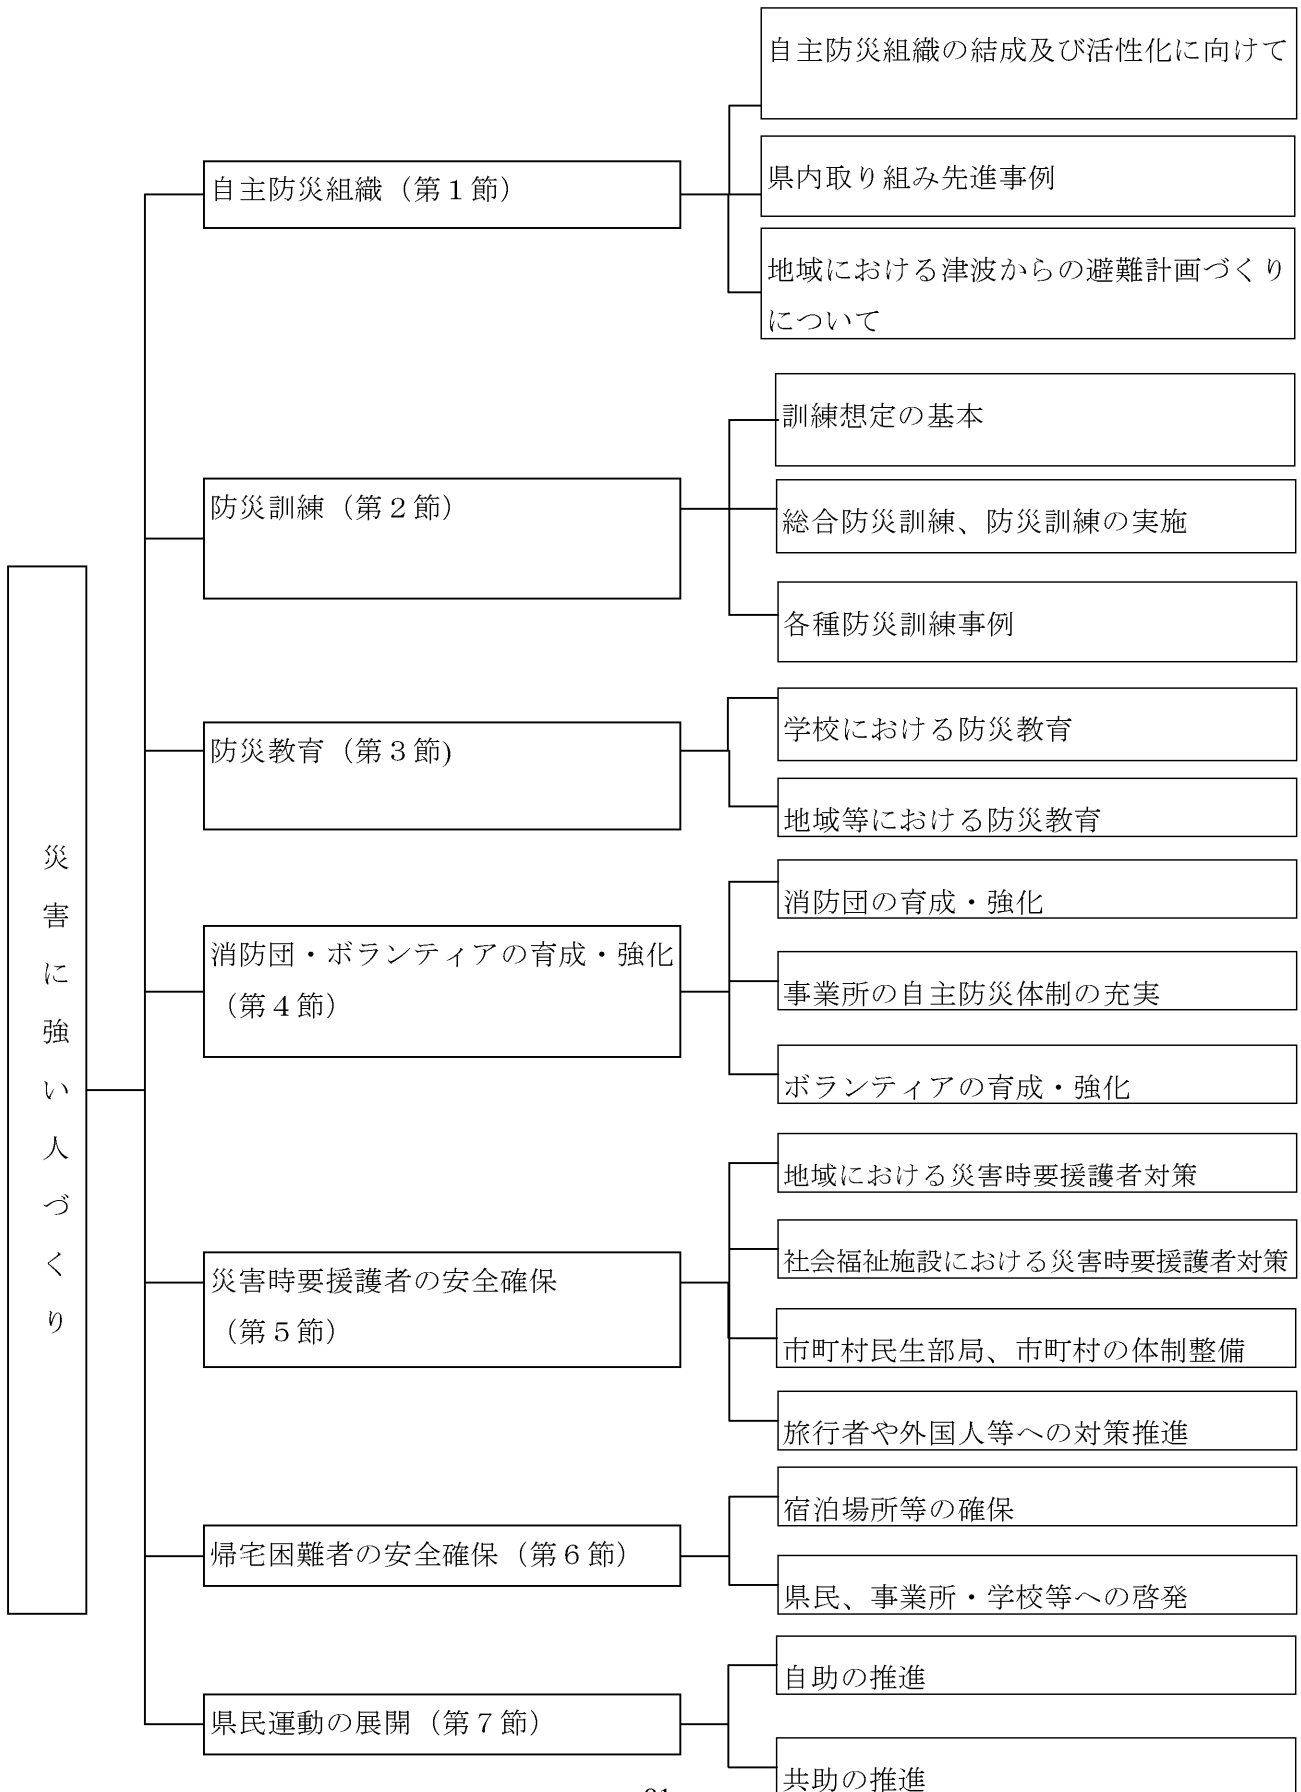 災害に強い人づくり
自主防災組織（第１節）
自主防災組織の結成及び活性化に向けて
県内取り組み先進事例
地域における津波からの避難計画づくり
について
防災訓練（第２節）
訓練想定の基本
総合防災訓練、防災訓練の実施
各種防災訓練事例
防災教育（第３節)
学校における防災教育
地域等における防災教育
消防団・ボランティアの育成・強化
（第４節）
消防団の育成・強化
事業所の自主防災体制の充実
ボランティアの育成・強化
災害時要援護者の安全確保
（第５節）
地域における災害時要援護者対策
社会福祉施設における災害時要援護者対策
市町村民生部局、市町村の体制整備
旅行者や外国人等への対策推進
帰宅困難者の安全確保（第６節）
宿泊場所等の確保
県民、事業所・学校等への啓発
県民運動の展開（第７節）
自助の推進
共助の推進